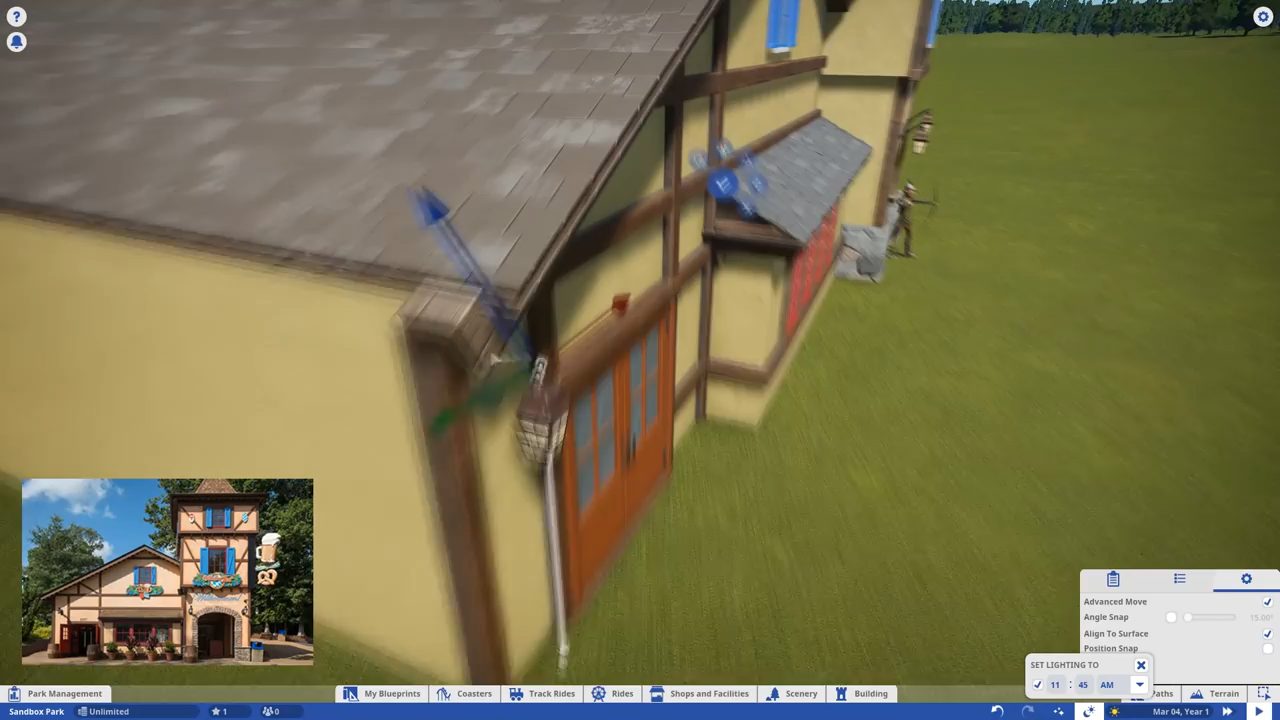 ?
Advanced Move
Angle Snap 15.00°
Align To Surface
Position Snap
SET LIGHTING TO
11 : 45 AM
Park Management
My Blueprints
Coasters
Track Rides
Rides
Shops and Facilities
Scenery
Building
Paths
Terrain
Sandbox Park
Unlimited
1
0
Mar 04, Year 1